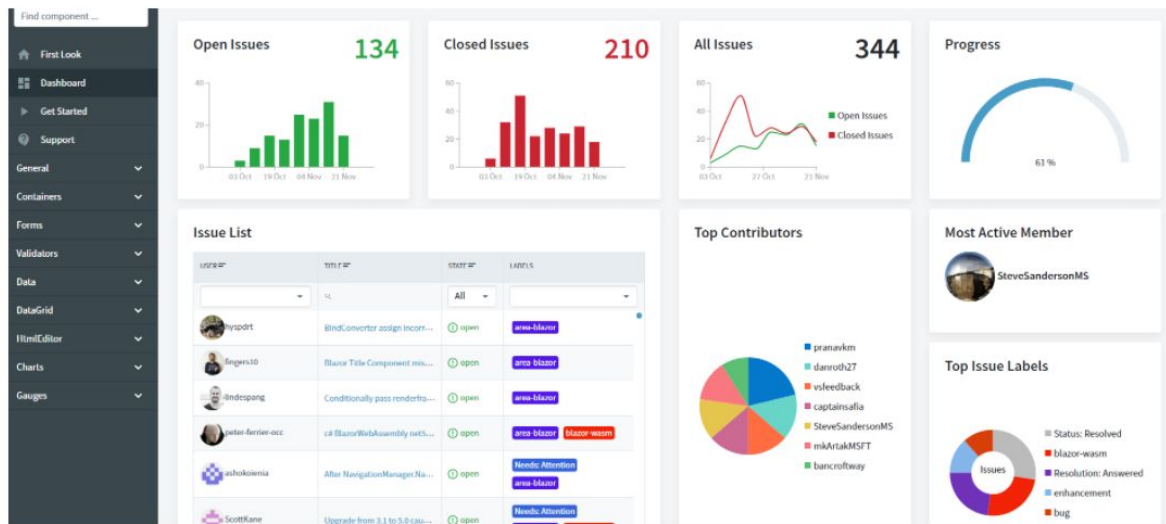 Find component ...
First Look
Dashboard
Get Started
Support
General
Containers
Forms
Validators
Data
DataGrid
HtmlEditor
Charts
Gauges
Open Issues
134
40
20
0
03 Oct 19 Oct 04 Nov 21 Nov
Closed Issues
210
60
40
20
0
03 Oct 19 Oct 04 Nov 21 Nov
All Issues
344
60
40
20
0
03 Oct 27 Oct 21 Nov
Open Issues
Closed Issues
Progress
61 %
Issue List
USER TITLE STATE LABELS
All
hyspdrt BindConverter assign incorr... open area-blazor
fingers10 Blazor Title Component mis... open area-blazor
lindespang Conditionally pass renderfra... open area-blazor
peter-ferrier-occ c# BlazorWebAssembly net5... open area-blazor blazor-wasm
ashokoienia After NavigationManager.Na... open Needs: Attention
area-blazor
ScottKane Upgrade from 3.1 to 5.0 cau... open Needs: Attention
Top Contributors
pranavkm
danroth27
vsfeedback
captainsafia
SteveSandersonMS
mkArtakMSFT
bancroftway
Most Active Member
SteveSandersonMS
Top Issue Labels
Issues
Status: Resolved
blazor-wasm
Resolution: Answered
enhancement
bug